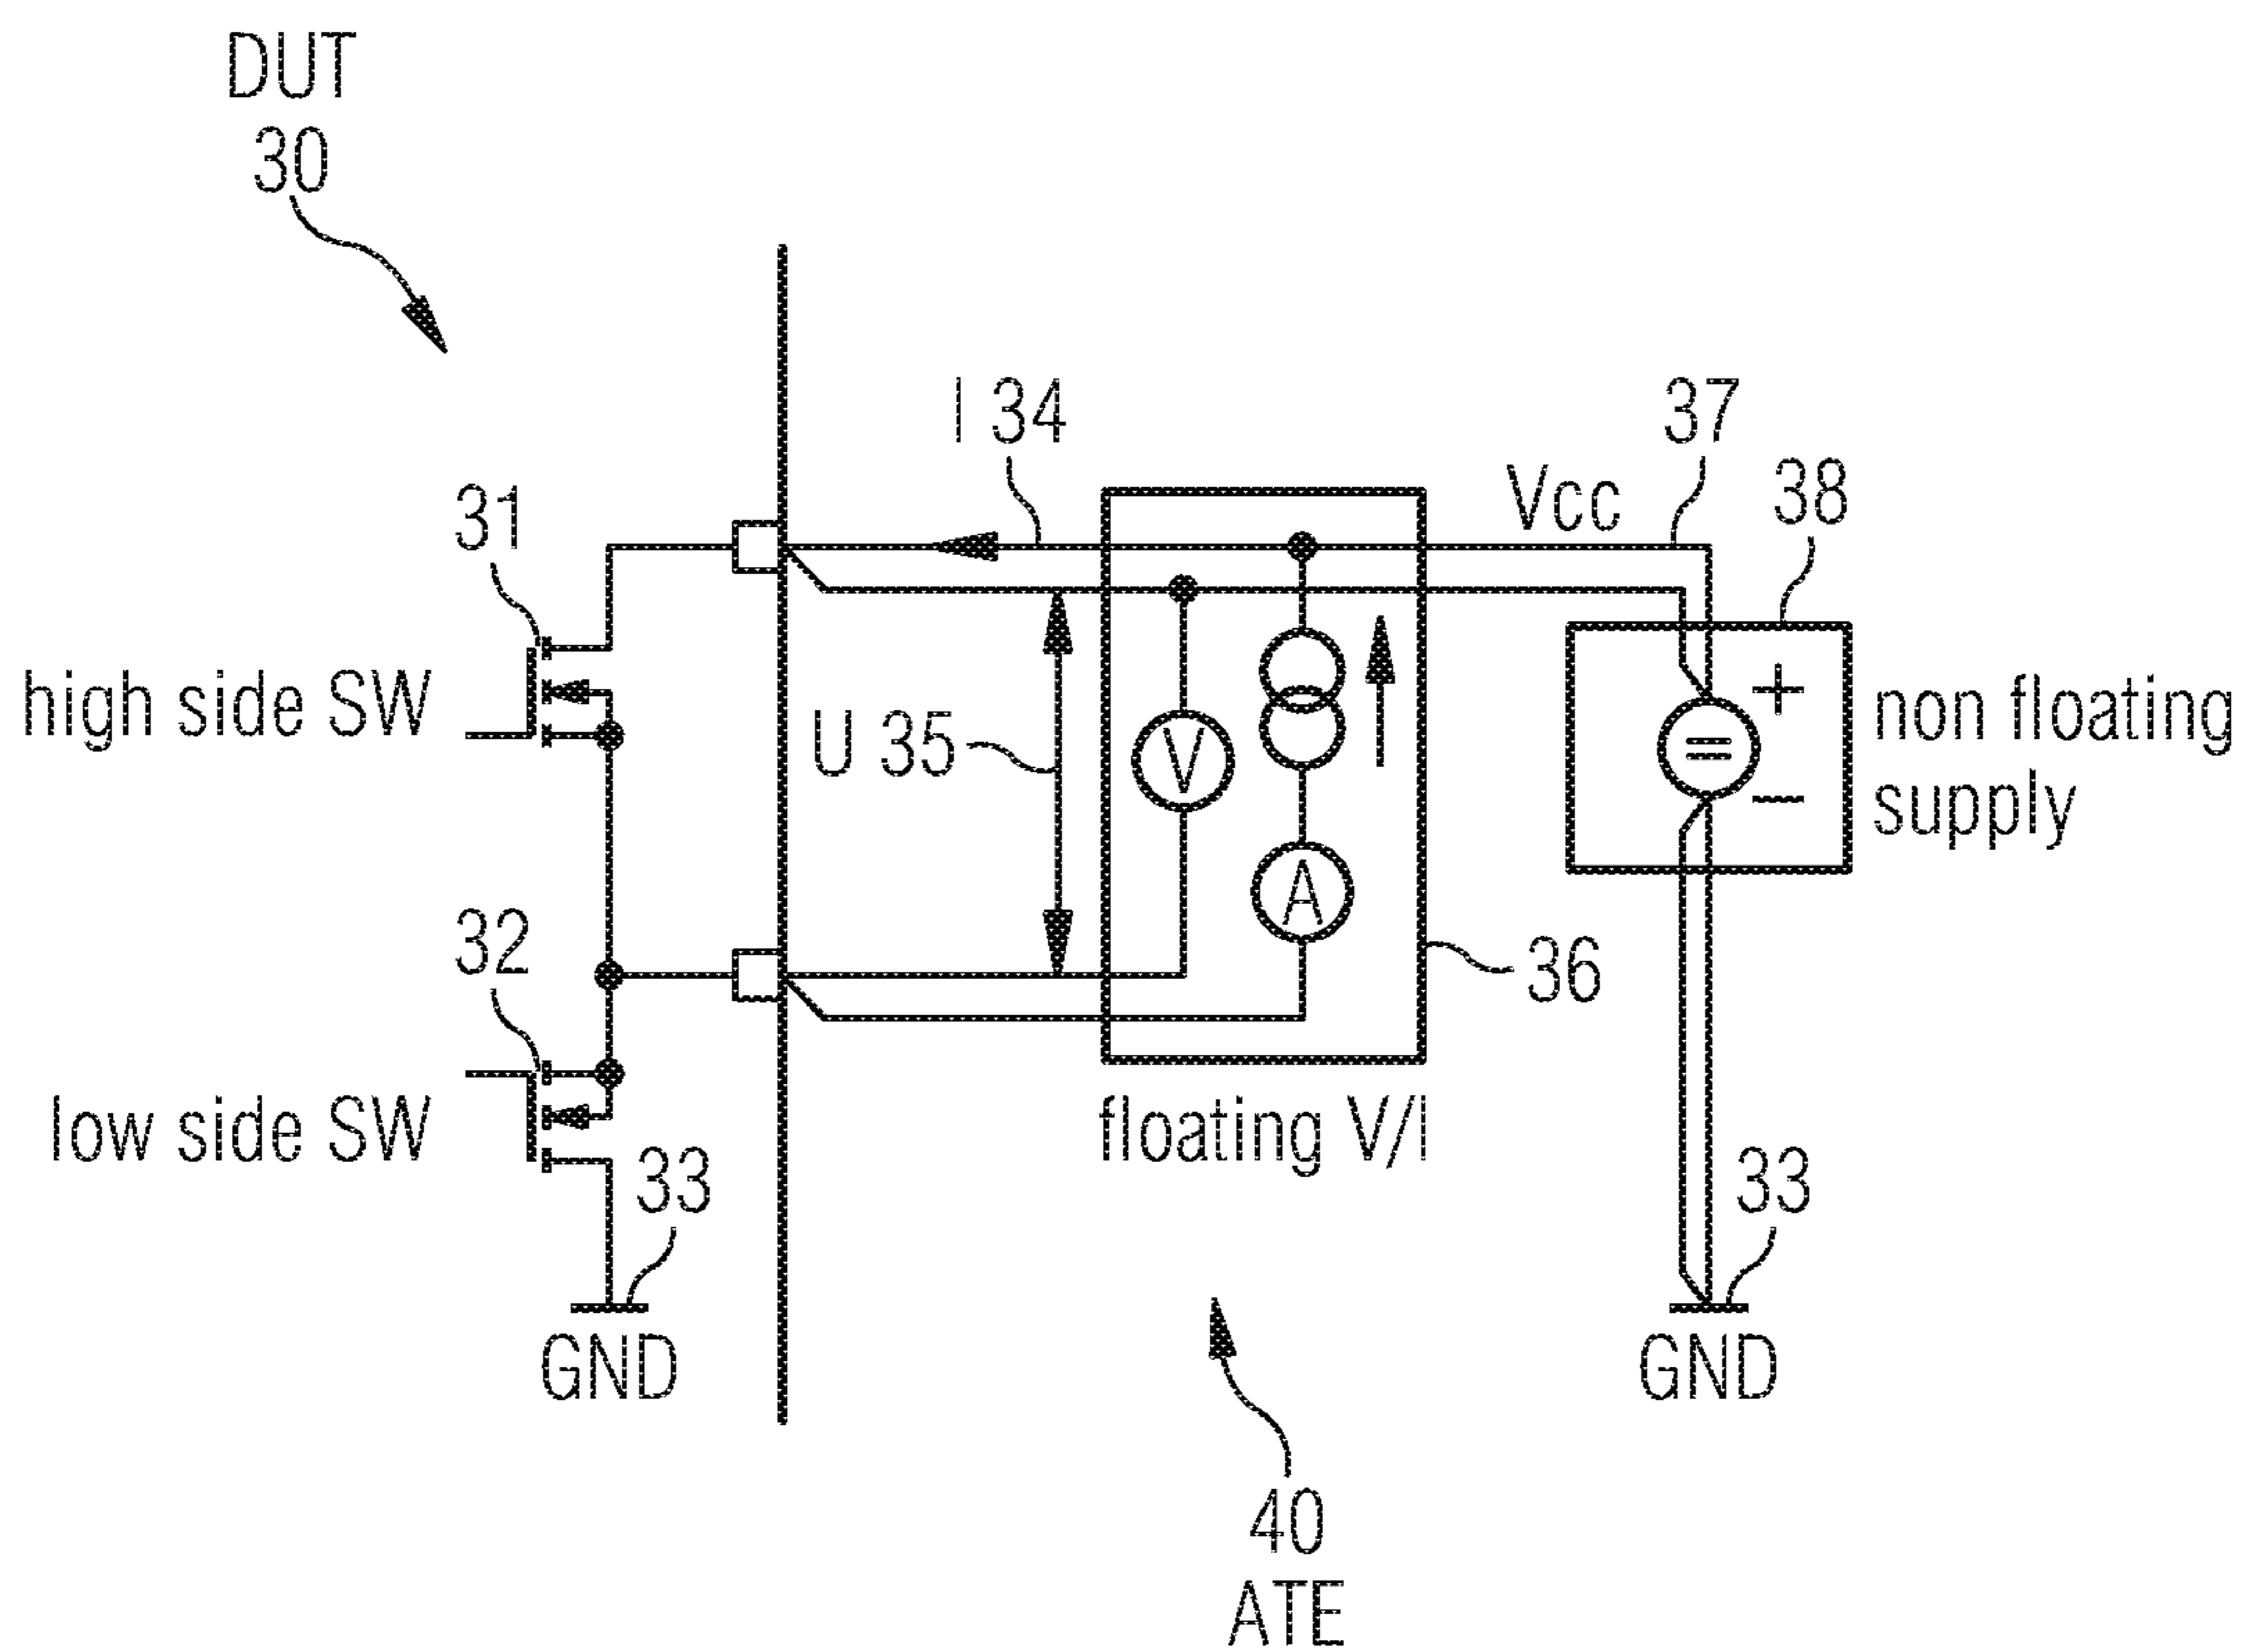 DUT
30
I 34
37
Vcc
38
31
high side SW
U 35
V
+
=
−
non floating
supply
A
32
36
low side SW
floating V/I
33
33
GND
GND
40
ATE